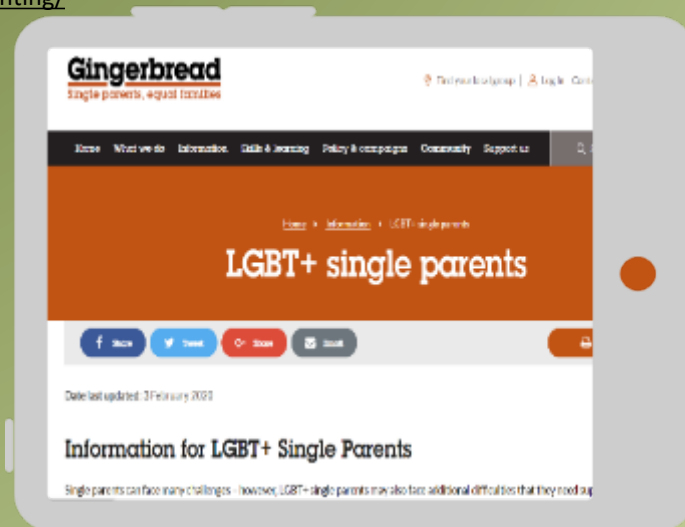 nting/
Gingerbread
Single parents, equal families
Find your local group | Log In Cont
Home What we do Information Skills & learning Policy & campaigns Community Support us
Home Information LGBT+ single parents
LGBT+ single parents
Share Tweet Share Email
Date last updated: 3 February 2020
Information for LGBT+ Single Parents
Single parents can face many challenges - however, LGBT+ single parents may also face additional difficulties that they need sup